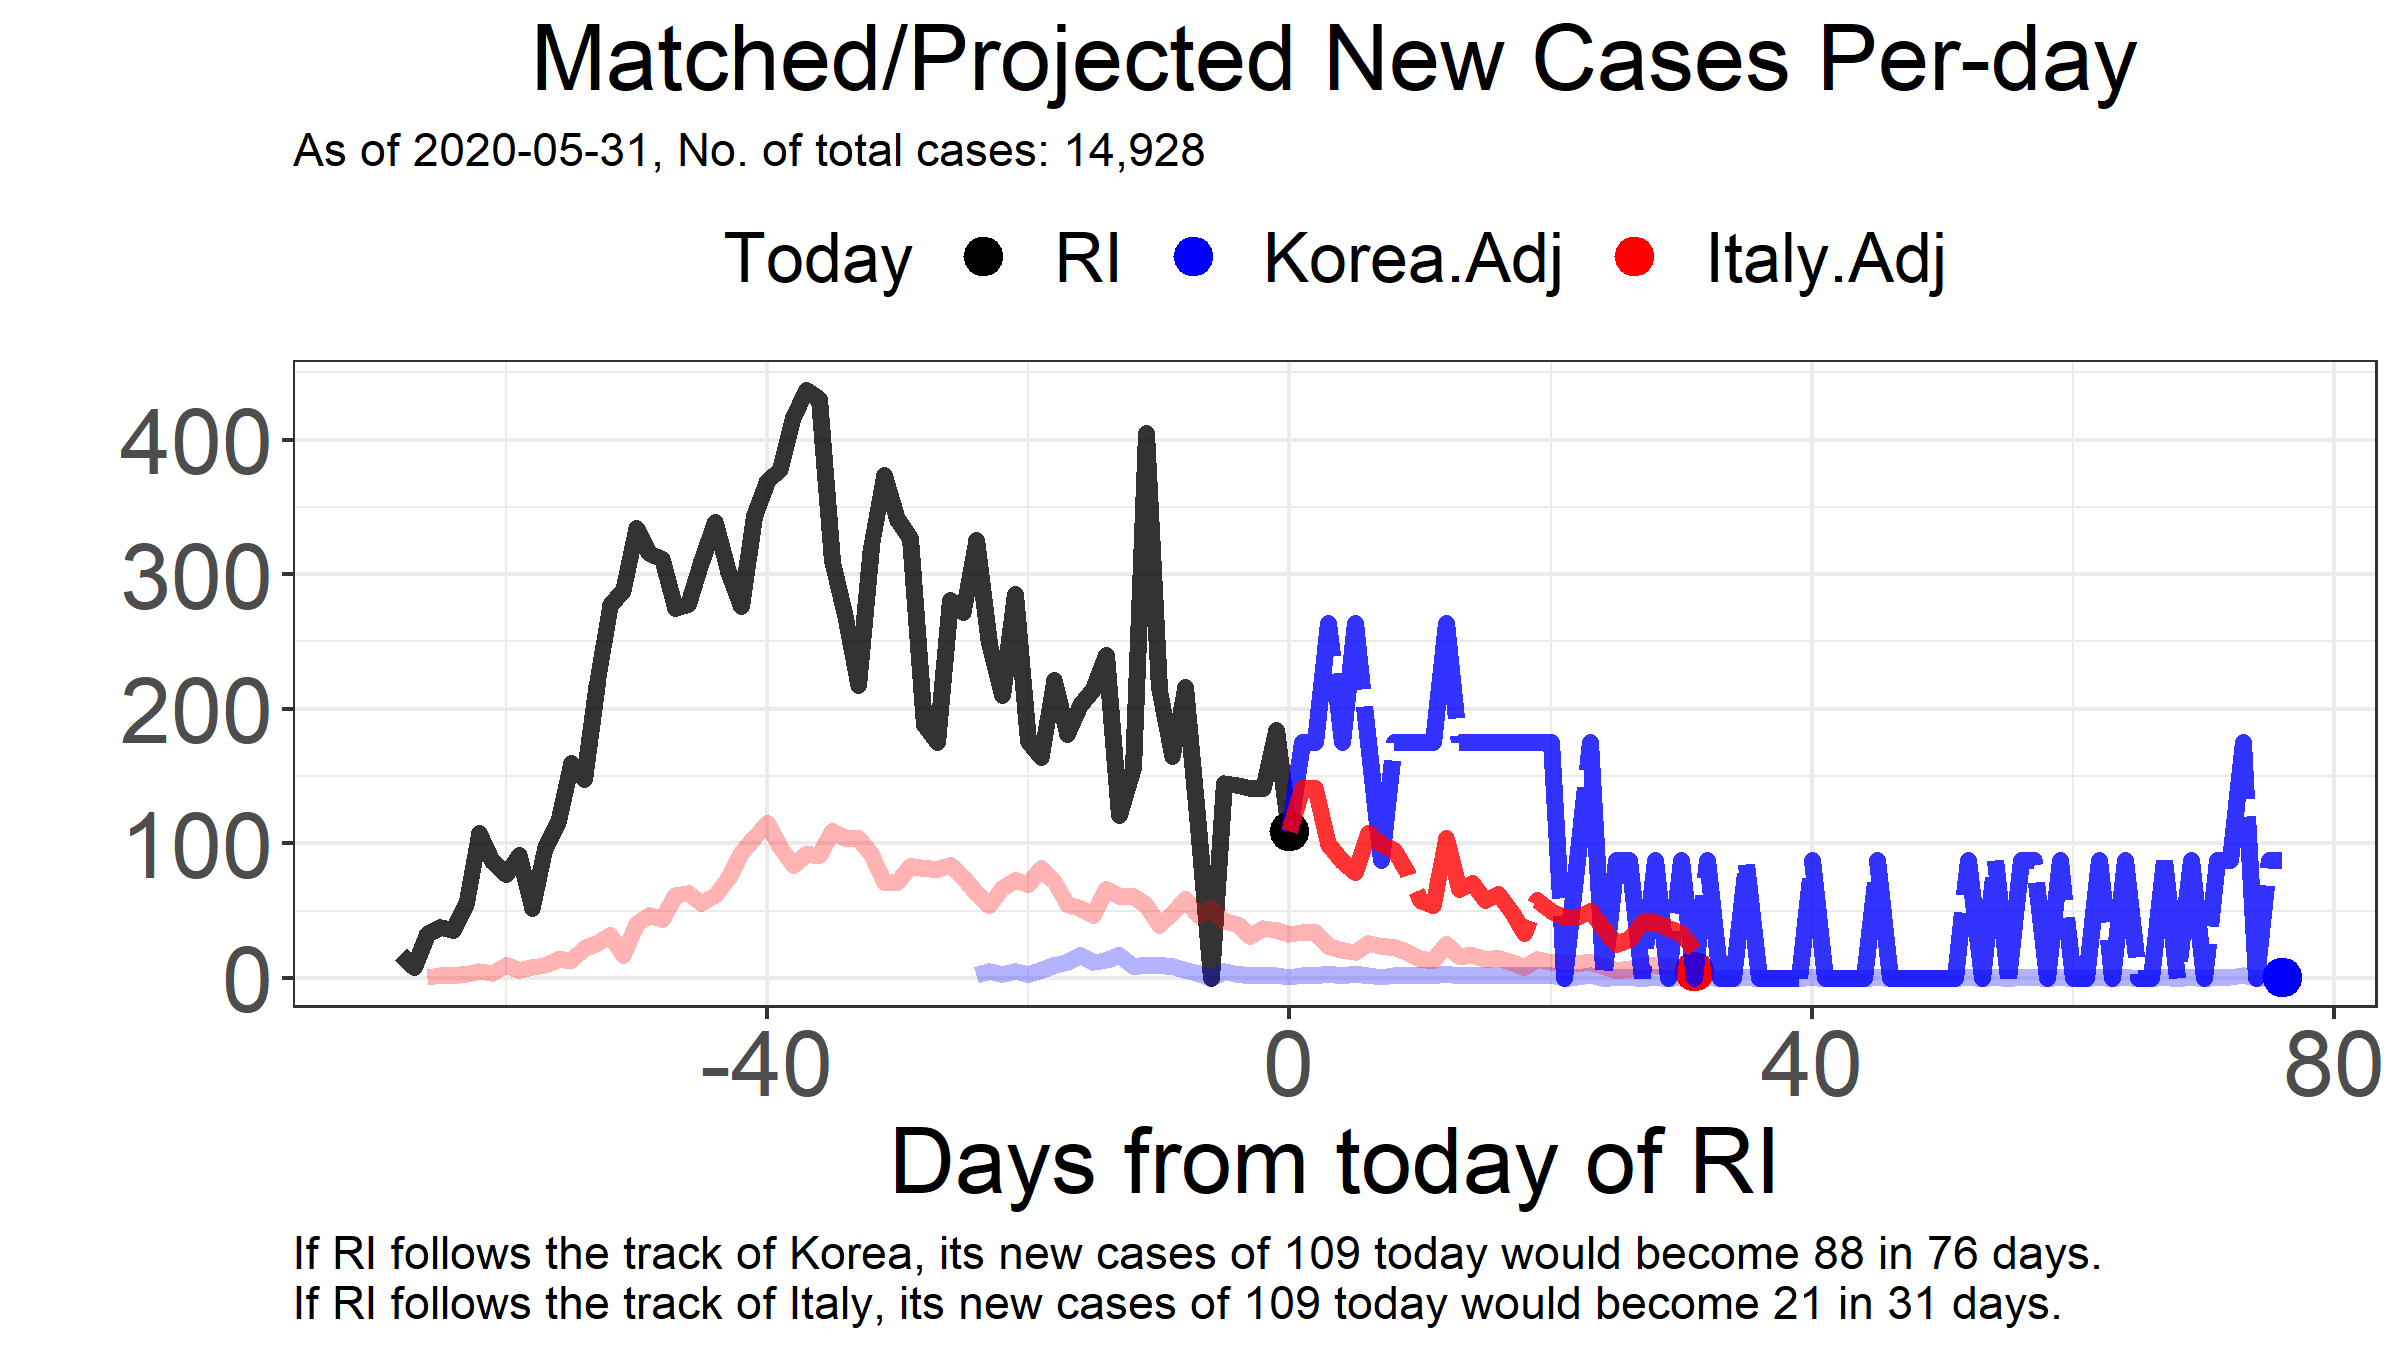 Matched/Projected New Cases Per-day
As of 2020-05-31, No. of total cases: 14,928
Today RI Korea.Adj Italy.Adj
400
300
200
100
0
-40 0 40 80
Days from today of RI
If RI follows the track of Korea, its new cases of 109 today would become 88 in 76 days.
If RI follows the track of Italy, its new cases of 109 today would become 21 in 31 days.